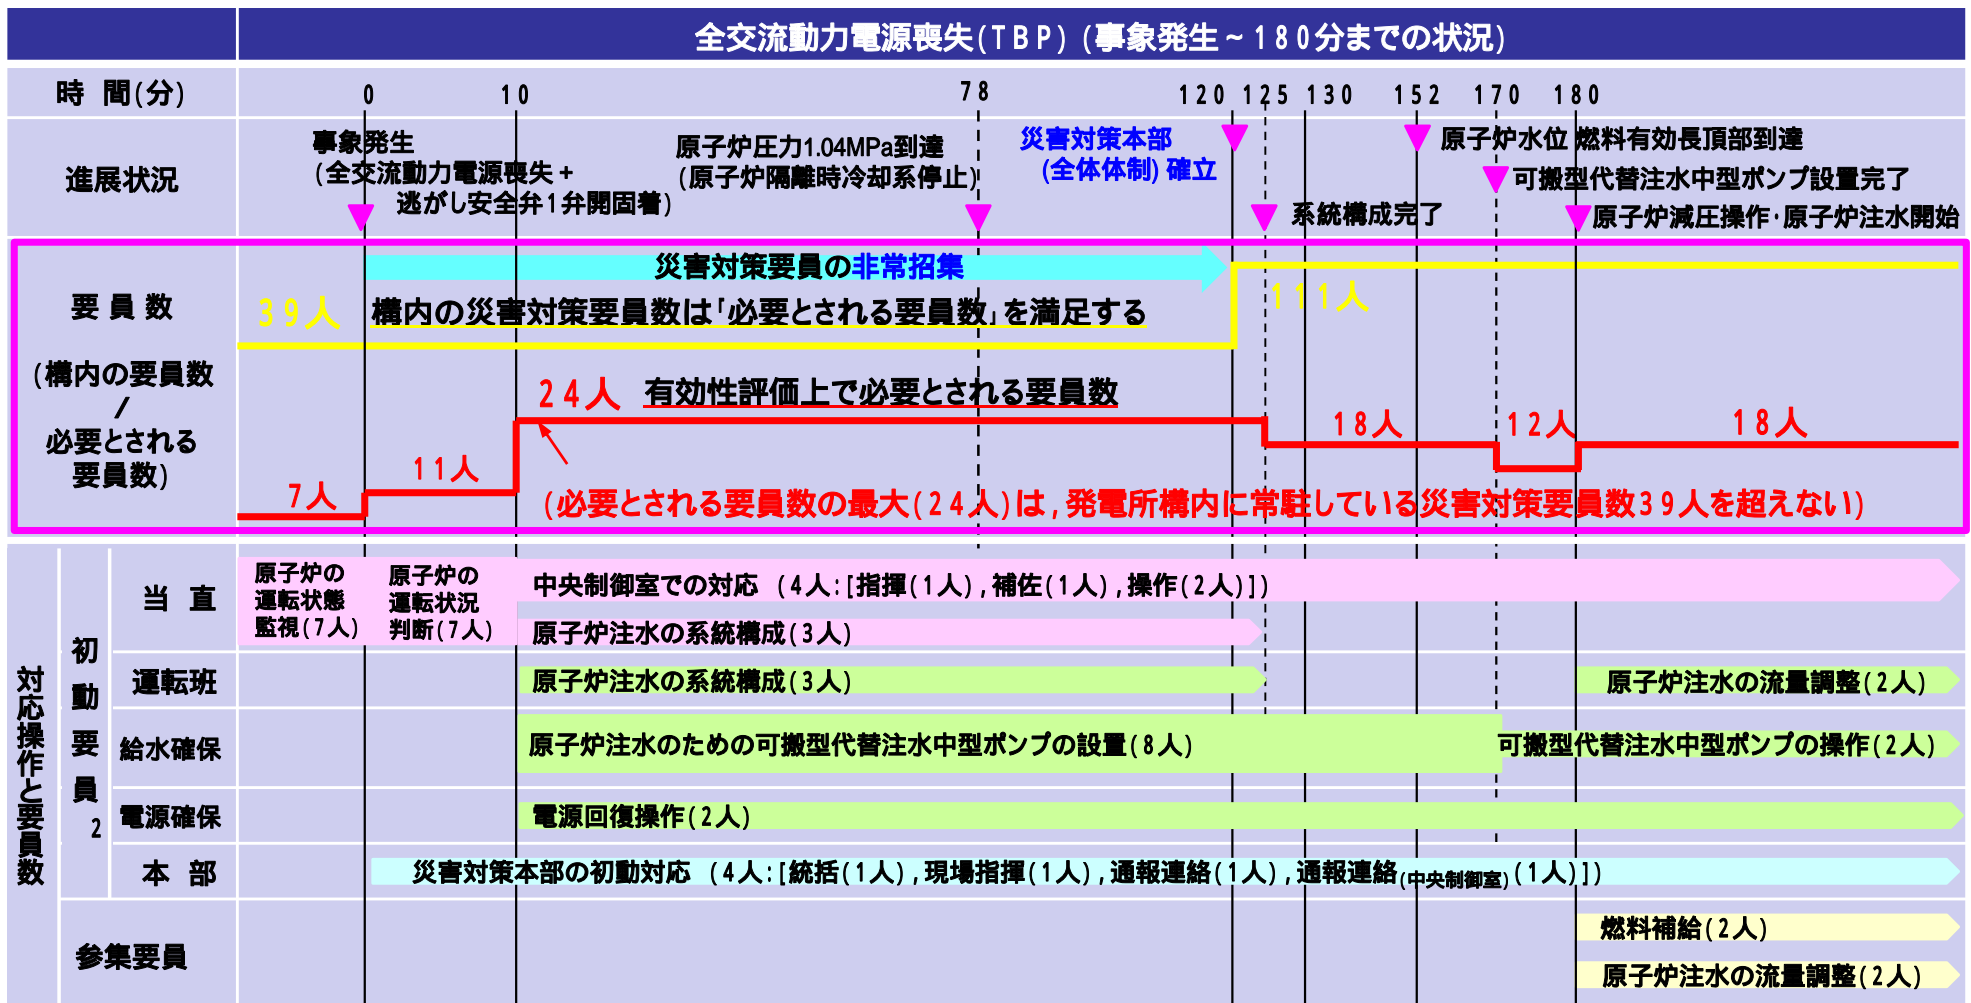 全交流動力電源喪失(TBP)(事象発生~180分までの状況)
時 間(分)
0
10
78
120
125
130
152
170
180
進展状況
事象発生
(全交流動力電源喪失+
逃がし安全弁1弁開固着)
原子炉圧力1.04MPa到達
(原子炉隔離時冷却系停止)
災害対策本部
(全体体制)確立
系統構成完了
原子炉水位 燃料有効長頂部到達
可搬型代替注水中型ポンプ設置完了
原子炉減圧操作・原子炉注水開始
要 員 数
(構内の要員数
/
必要とされる
要員数)
災害対策要員の非常招集
39人
構内の災害対策要員数は「必要とされる要員数」を満足する
111人
24人
有効性評価上で必要とされる要員数
7人
11人
18人
12人
18人
(必要とされる要員数の最大(24人)は,発電所構内に常駐している災害対策要員数39人を超えない)
対応操作と要員数
初動要員2
当 直
原子炉の
運転状態
監視(7人)
原子炉の
運転状況
判断(7人)
中央制御室での対応 (4人:[指揮(1人),補佐(1人),操作(2人)])
原子炉注水の系統構成(3人)
運転班
原子炉注水の系統構成(3人)
原子炉注水の流量調整(2人)
給水確保
原子炉注水のための可搬型代替注水中型ポンプの設置(8人)
可搬型代替注水中型ポンプの操作(2人)
電源確保
電源回復操作(2人)
本 部
災害対策本部の初動対応 (4人:[統括(1人),現場指揮(1人),通報連絡(1人),通報連絡(中央制御室)(1人)])
参集要員
燃料補給(2人)
原子炉注水の流量調整(2人)